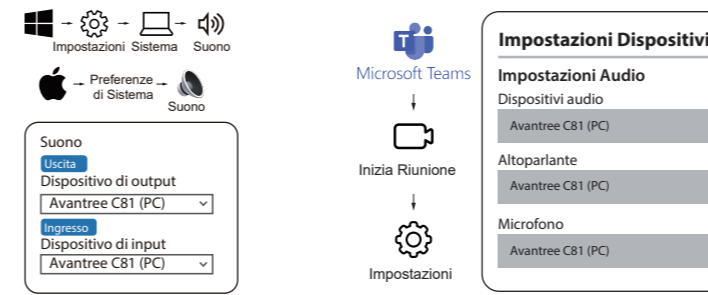 Impostazioni Sistema Suono
Preferenze
di Sistema
Suono
Suono
Uscita
Dispositivo di output
Avantree C81 (PC)
Ingresso
Dispositivo di input
Avantree C81 (PC)
T
Microsoft Teams
Inizia Riunione
Impostazioni
Impostazioni Dispositivi
Impostazioni Audio
Dispositivi audio
Avantree C81 (PC)
Altoparlante
Avantree C81 (PC)
Microfono
Avantree C81 (PC)